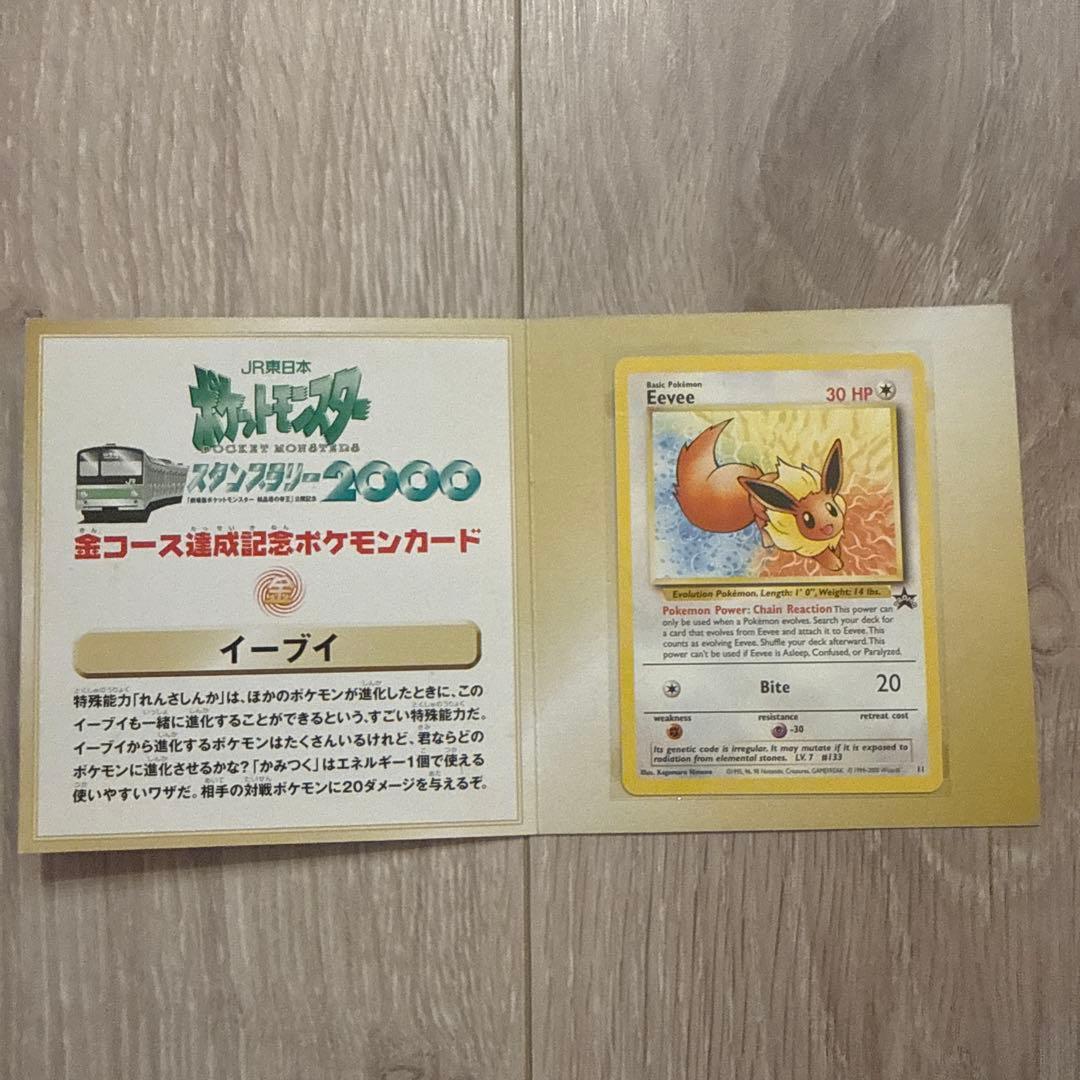 JR東日本
ポケットモンスター
POCKET MONSTERS
スタンプラリー2000
「劇場版ポケットモンスター 結晶塔の帝王」公開記念
金コース達成記念ポケモンカード
金
イーブイ
特殊能力「れんさしんか」は、ほかのポケモンが進化したときに、この
イーブイも一緒に進化することができるという、すごい特殊能力だ。
イーブイから進化するポケモンはたくさんいるけれど、君ならどの
ポケモンに進化させるかな?「かみつく」はエネルギー1個で使える
使いやすいワザだ。相手の対戦ポケモンに20ダメージを与えるぞ。
Basic Pokémon
Eevee
30 HP
Evolution Pokémon. Length: 1' 0", Weight: 14 lbs.
Pokemon Power: Chain Reaction This power can
only be used when a Pokémon evolves. Search your deck for
a card that evolves from Eevee and attach it to Eevee. This
counts as evolving Eevee. Shuffle your deck afterward. This
power can't be used if Eevee is Asleep, Confused, or Paralyzed.
Bite 20
weakness resistance retreat cost
-30
Its genetic code is irregular. It may mutate if it is exposed to
radiation from elemental stones. LV. 7 #133
Illus. Kagemaru Himeno ©1995, 96, 98 Nintendo, Creatures, GAMEFREAK. ©1999-2000 Wizards. 11